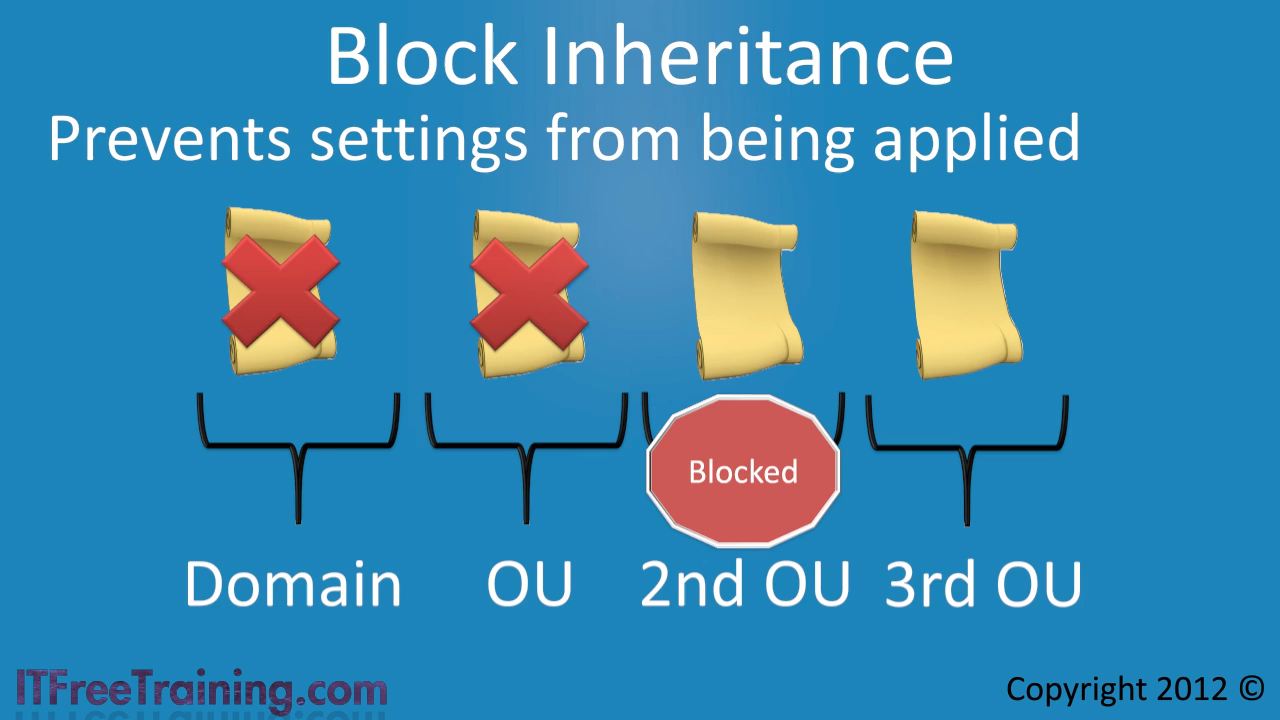 Block Inheritance
Prevents settings from being applied
Blocked
Domain OU 2nd OU 3rd OU
ITFreeTraining.com
Copyright 2012 ©